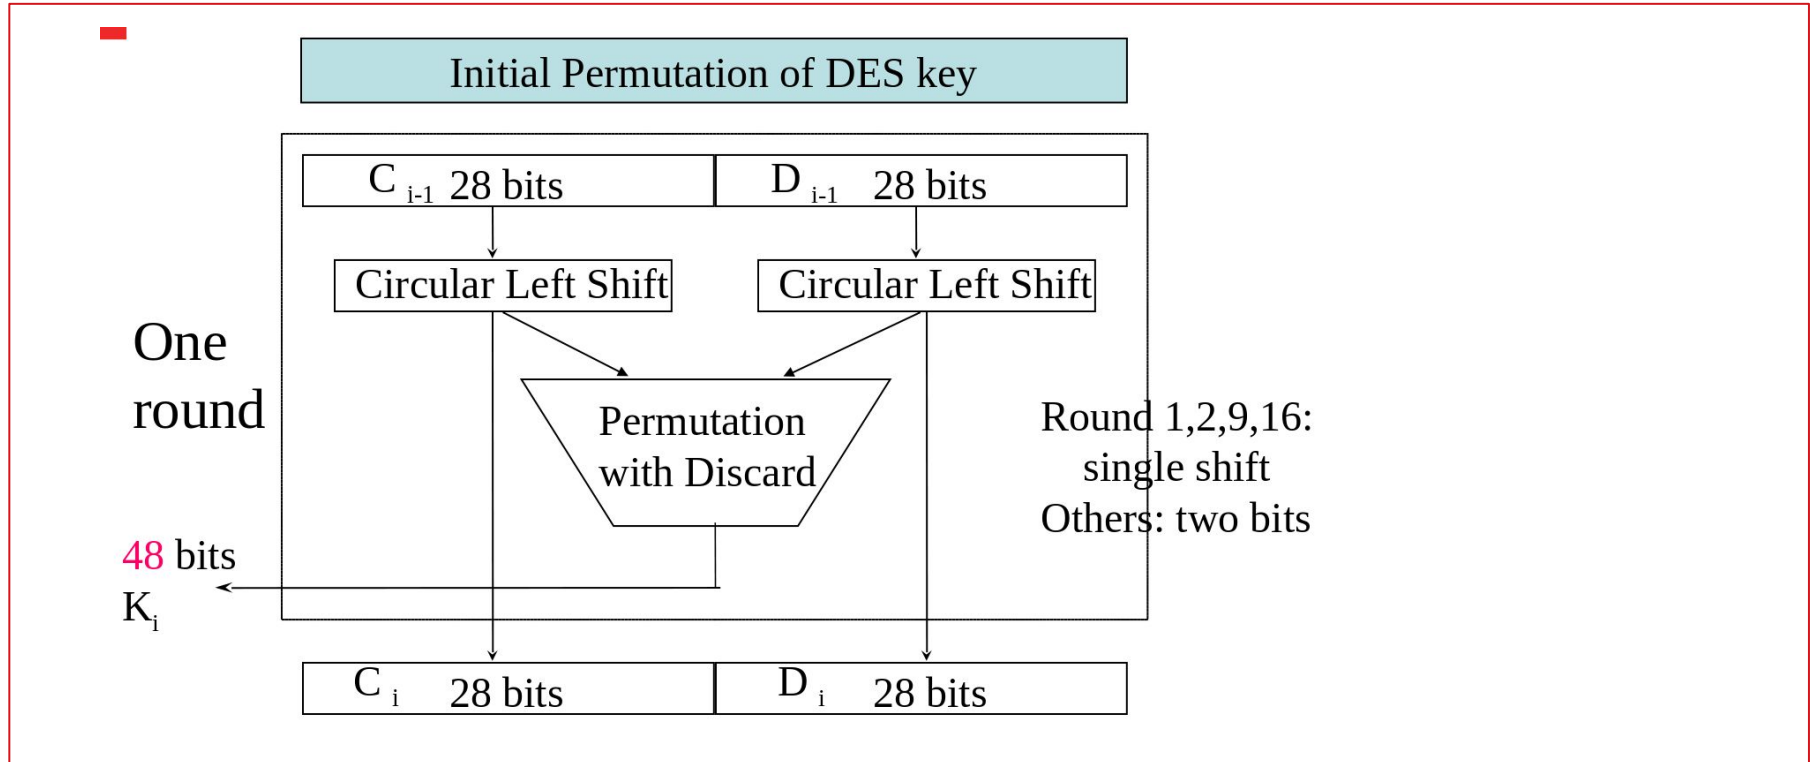 Initial Permutation of DES key
C i-1 28 bits
D i-1 28 bits
Circular Left Shift
Circular Left Shift
One
round
Permutation
with Discard
Round 1,2,9,16:
single shift
Others: two bits
48 bits
Ki
C i 28 bits
D i 28 bits